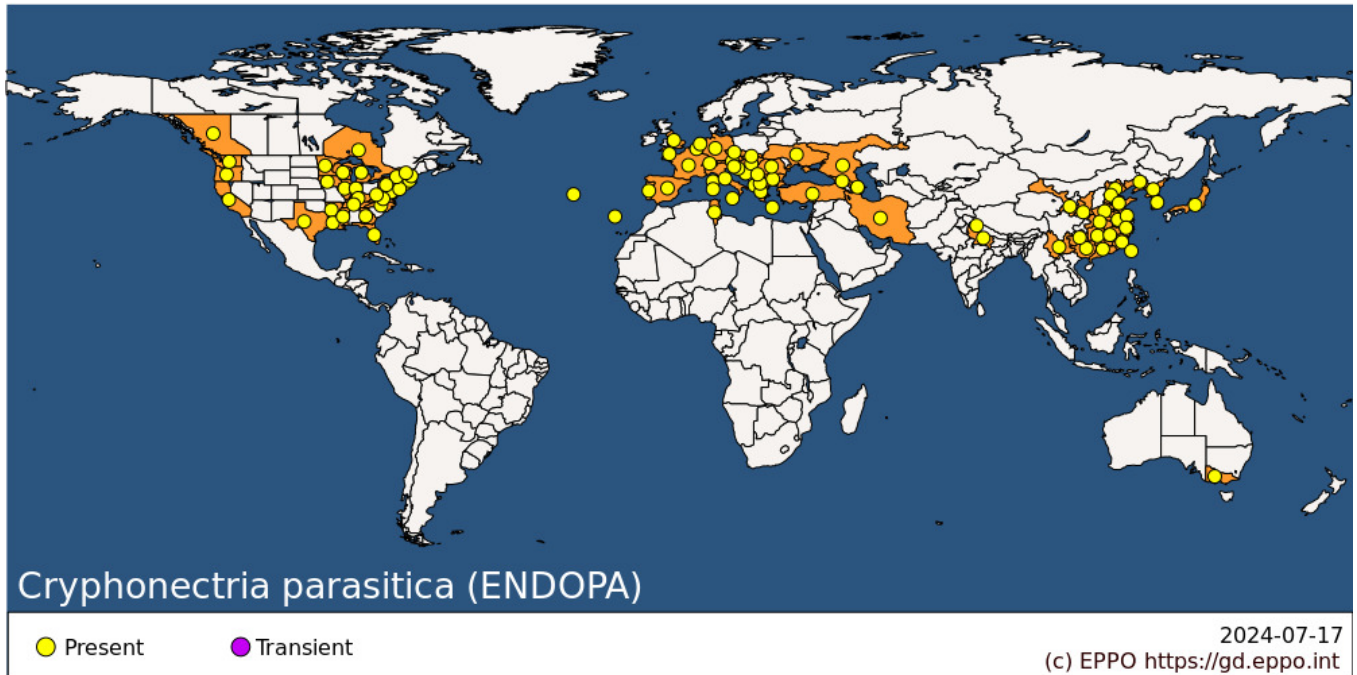 Cryphonectria parasitica (ENDOPA)
Present
Transient
2024-07-17
(c) EPPO https://gd.eppo.int